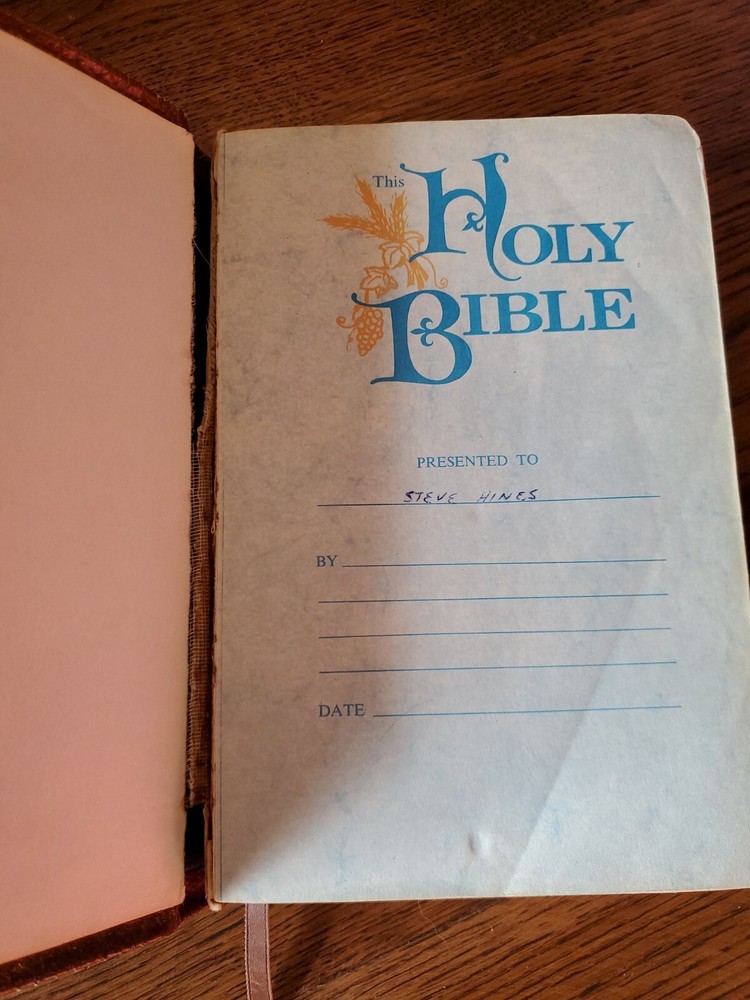 This
HOLY
BIBLE
PRESENTED TO
STEVE HINES
BY
DATE